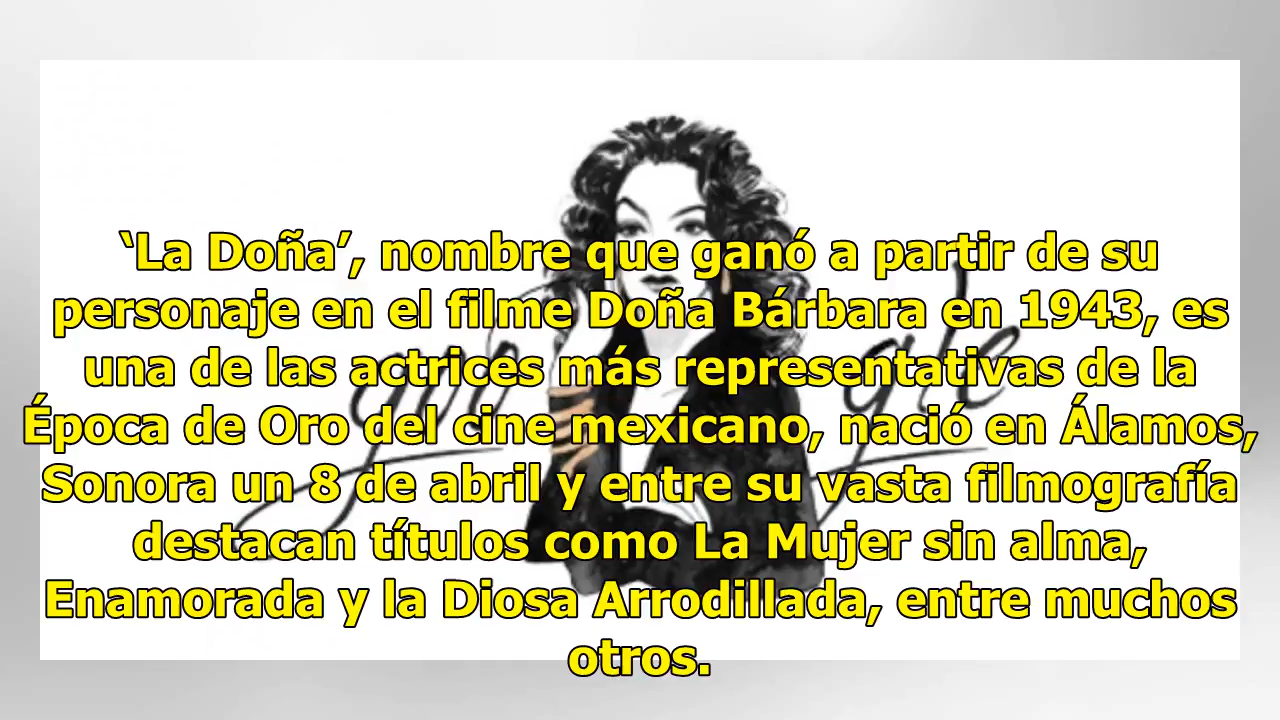 ‘La Doña’, nombre que ganó a partir de su
personaje en el filme Doña Bárbara en 1943, es
una de las actrices más representativas de la
Época de Oro del cine mexicano, nació en Álamos,
Sonora un 8 de abril y entre su vasta filmografía
destacan títulos como La Mujer sin alma,
Enamorada y la Diosa Arrodillada, entre muchos
otros.